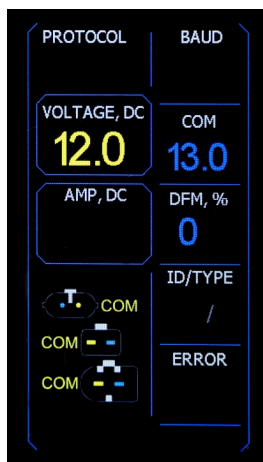 PROTOCOL
BAUD
VOLTAGE, DC
12.0
COM
13.0
AMP, DC
DFM, %
0
ID/TYPE
/
COM
COM
COM
ERROR